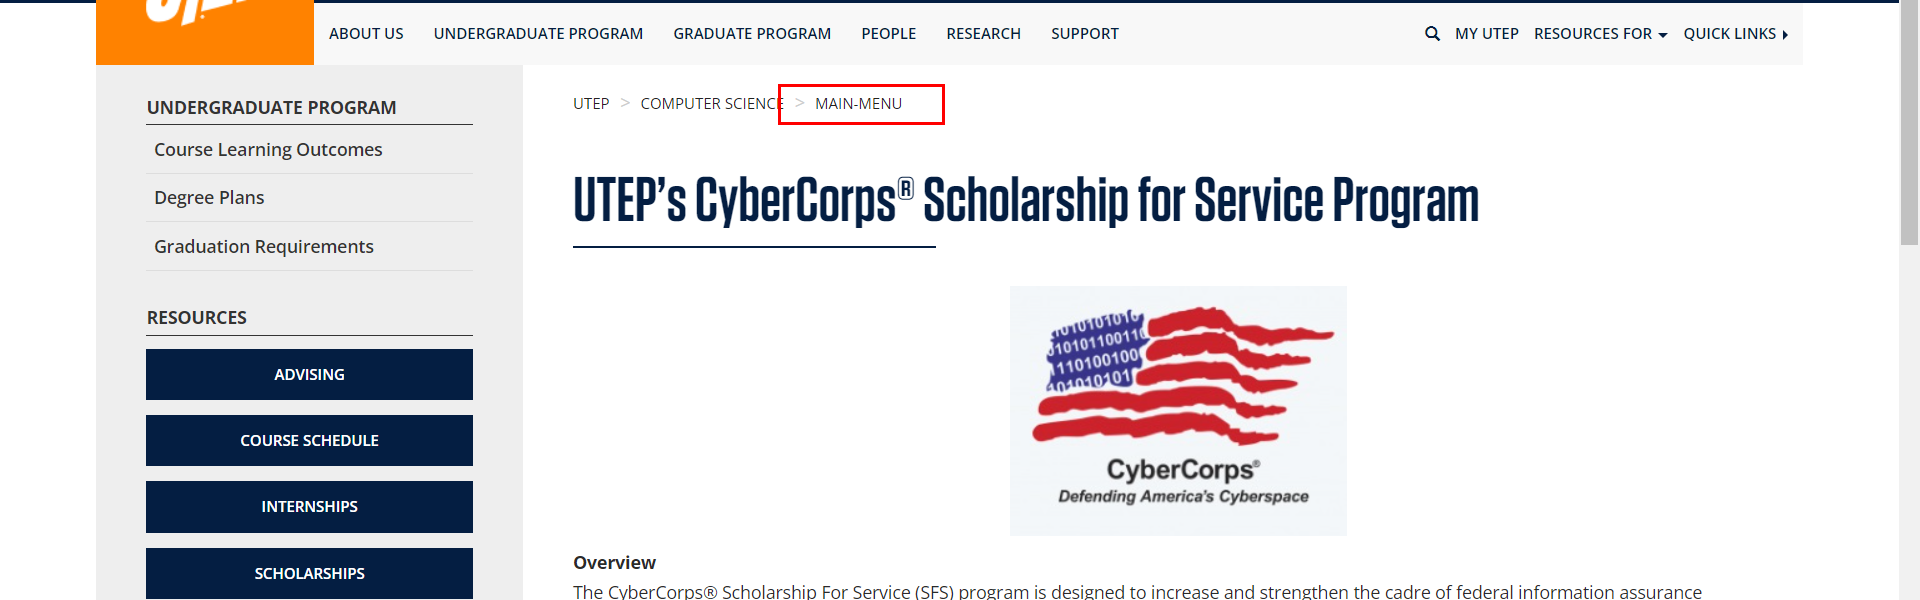 ABOUT US UNDERGRADUATE PROGRAM GRADUATE PROGRAM PEOPLE RESEARCH SUPPORT MY UTEP RESOURCES FOR QUICK LINKS
UNDERGRADUATE PROGRAM
Course Learning Outcomes
Degree Plans
Graduation Requirements
RESOURCES
ADVISING
COURSE SCHEDULE
INTERNSHIPS
SCHOLARSHIPS
UTEP > COMPUTER SCIENCE > MAIN-MENU
UTEP’s CyberCorps® Scholarship for Service Program
CyberCorps®
Defending America's Cyberspace
Overview
The CyberCorps® Scholarship For Service (SFS) program is designed to increase and strengthen the cadre of federal information assurance